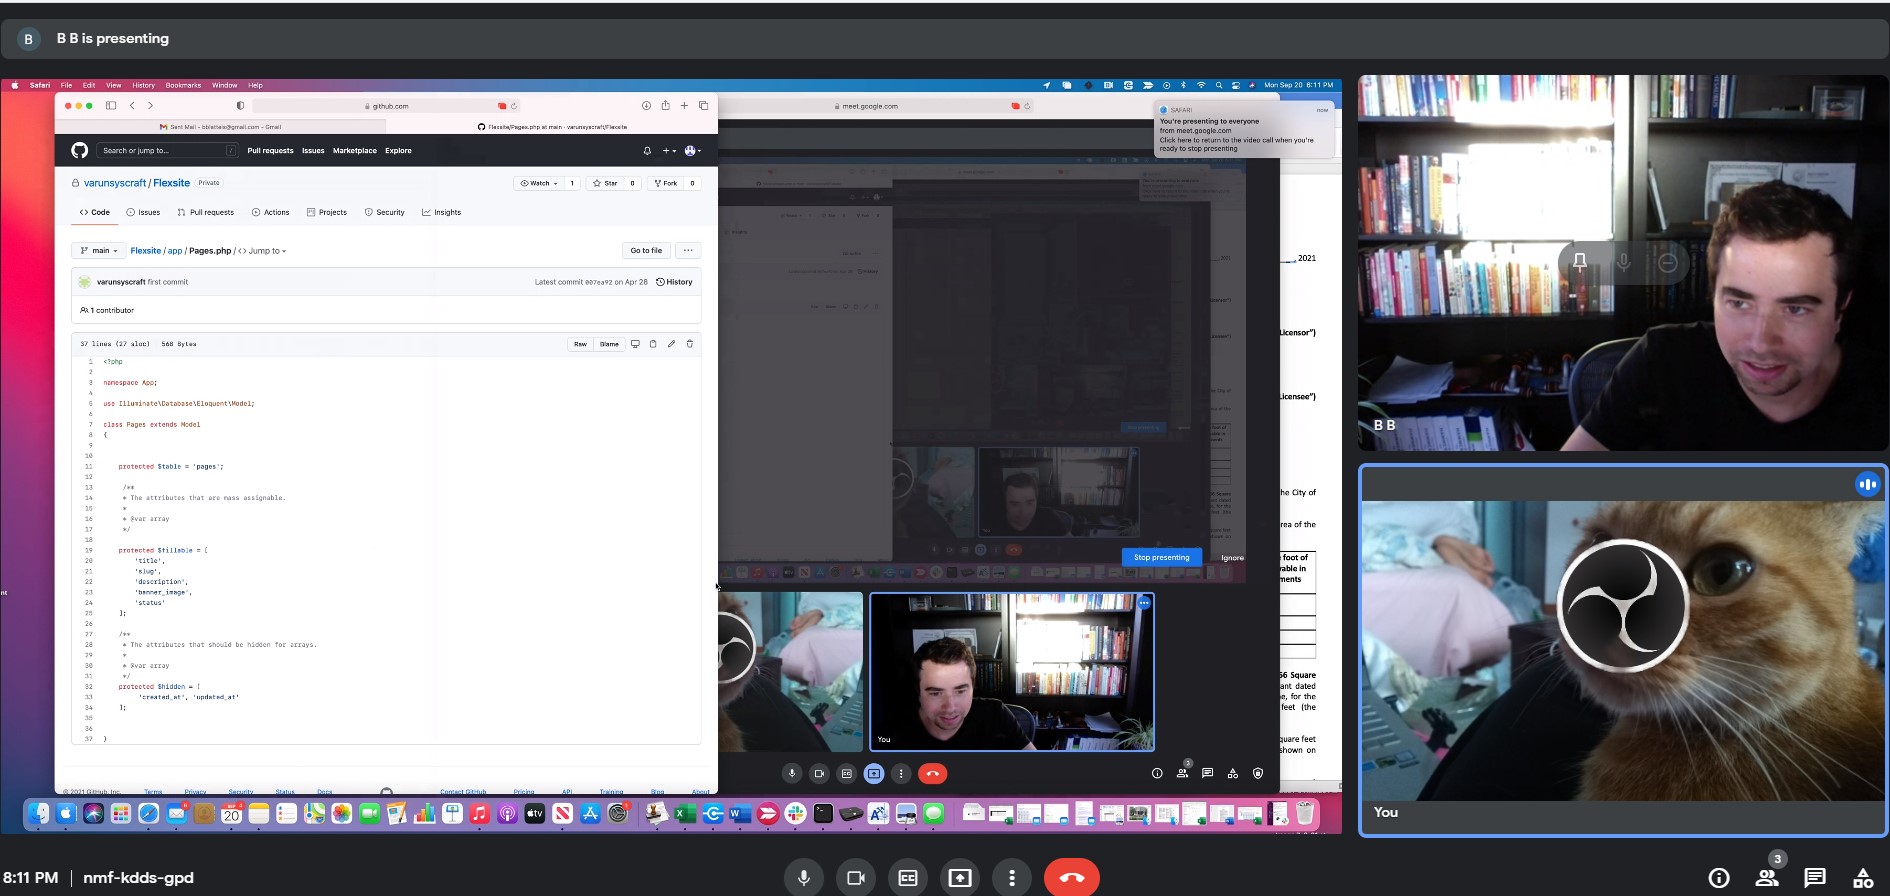 B B B is presenting
Safari File Edit View History Bookmarks Window Help
Mon Sep 20 6:11 PM
github.com
meet.google.com
Sent Mail - bblatteis@gmail.com - Gmail
Flexsite/Pages.php at main · varunsyscraft/Flexsite
SAFARI now
You're presenting to everyone
from meet.google.com
Click here to return to the video call when you're
ready to stop presenting
Search or jump to... /
Pull requests Issues Marketplace Explore
varunsyscraft / Flexsite Private
Watch 1 Star 0 Fork 0
<> Code Issues Pull requests Actions Projects Security Insights
main Flexsite / app / Pages.php / <> Jump to
Go to file ...
varunsyscraft first commit
Latest commit 007ea92 on Apr 28 History
1 contributor
37 lines (27 sloc) 560 Bytes
Raw Blame
1 <?php
2
3 namespace App;
4
5 use Illuminate\Database\Eloquent\Model;
6
7 class Pages extends Model
8 {
9
10
11 protected $table = 'pages';
12
13 /**
14 * The attributes that are mass assignable.
15 *
16 * @var array
17 */
18
19 protected $fillable = [
20 'title',
21 'slug',
22 'description',
23 'banner_image',
24 'status'
25 ];
26
27 /**
28 * The attributes that should be hidden for arrays.
29 *
30 * @var array
31 */
32 protected $hidden = [
33 'created_at', 'updated_at'
34 ];
35
36
37 }
© 2021 GitHub, Inc. Terms Privacy Security Status Docs Contact GitHub Pricing API Training Blog About
Stop presenting Ignore
You
3
2021
Licensor")
Licensee")
he City of
rea of the
foot of
able in
ments
56 Square
ant dated
ne, for the
feet (the
quare feet
shown on
nt
SEP
20
tv
B B
You
8:11 PM | nmf-kdds-gpd
3